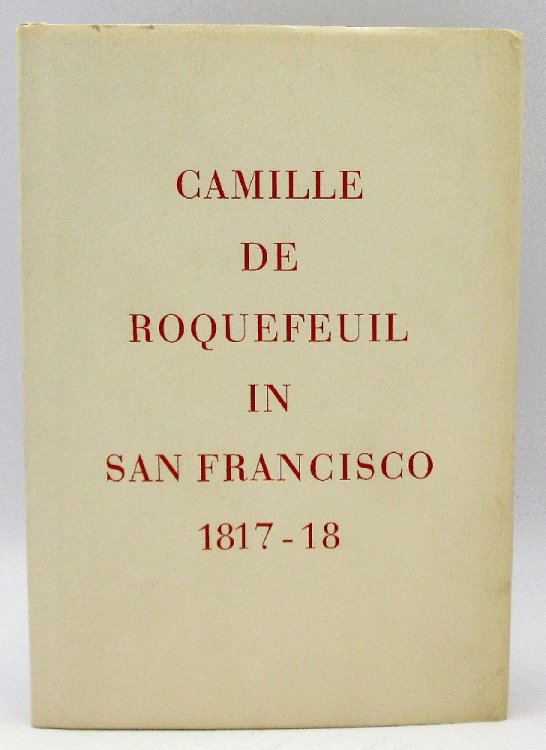 CAMILLE
DE
ROQUEFEUIL
IN
SAN FRANCISCO
1817-18